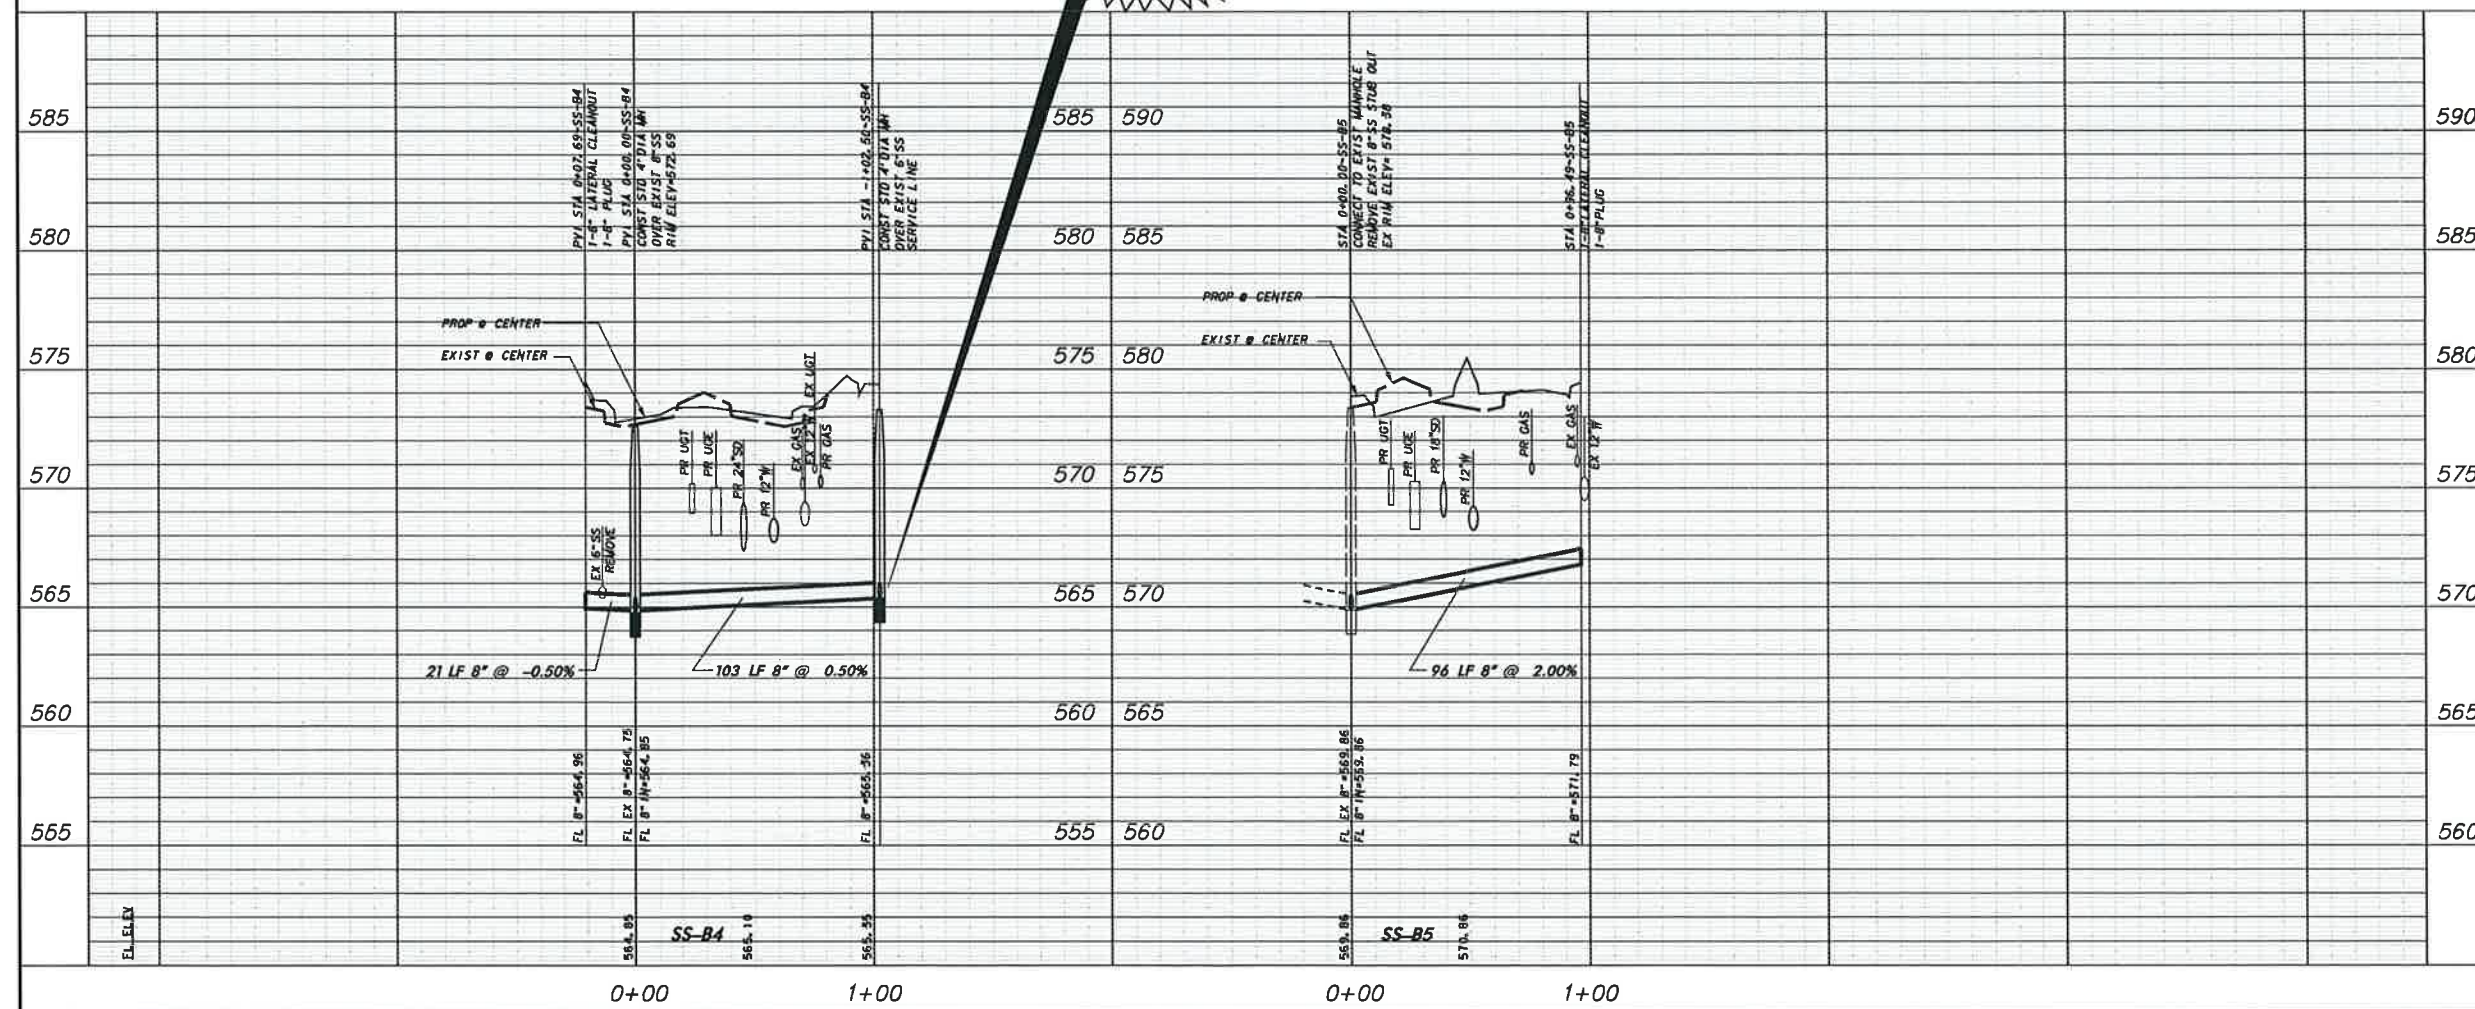 585
580
575
570
565
560
565
PVI STA 0+07.69~SS-B4
1-6" LATERAL CLEANOUT
1-6" PLUG
PVI STA 0+00.00~SS-B4
CONST STD 4' DIA MH
OVER EXIST 8" SS
RIM ELEV=572.69
PVI STA -1+02.50~SS-B4
CONST STD 4' DIA MH
OVER EXIST 6" SS
SERVICE LINE
PROP @ CENTER
EXIST @ CENTER
EX 6" SS
REMOVE
PR UGT
PR UGE
PR 24" SD
PR 12" W
EX GAS
EX 12" W
EX UGT
PR GAS
21 LF 8" @ -0.50%
103 LF 8" @ 0.50%
FL 8"=564.96
FL EX 8"=564.75
FL 8" IN=564.85
FL 8"=565.36
FL ELEV
564.85
SS-B4
565.10
565.35
0+00
1+00
585 590
580 585
575 580
570 575
565 570
560 565
555 560
STA 0+00.00~SS-B5
CONNECT TO EXIST MANHOLE
REMOVE EXIST 8" SS STUB OUT
EX RIM ELEV= 578.38
STA 0+96.49~SS-B5
1-8" LATERAL CLEANOUT
1-8" PLUG
PROP @ CENTER
EXIST @ CENTER
PR UGT
PR UGE
PR 18" SD
PR 12" W
PR GAS
EX GAS
EX 12" W
96 LF 8" @ 2.00%
FL EX 8"=569.86
FL 8" IN=569.86
FL 8"=571.79
569.86
SS-B5
570.86
0+00
1+00
590
585
580
575
570
565
560